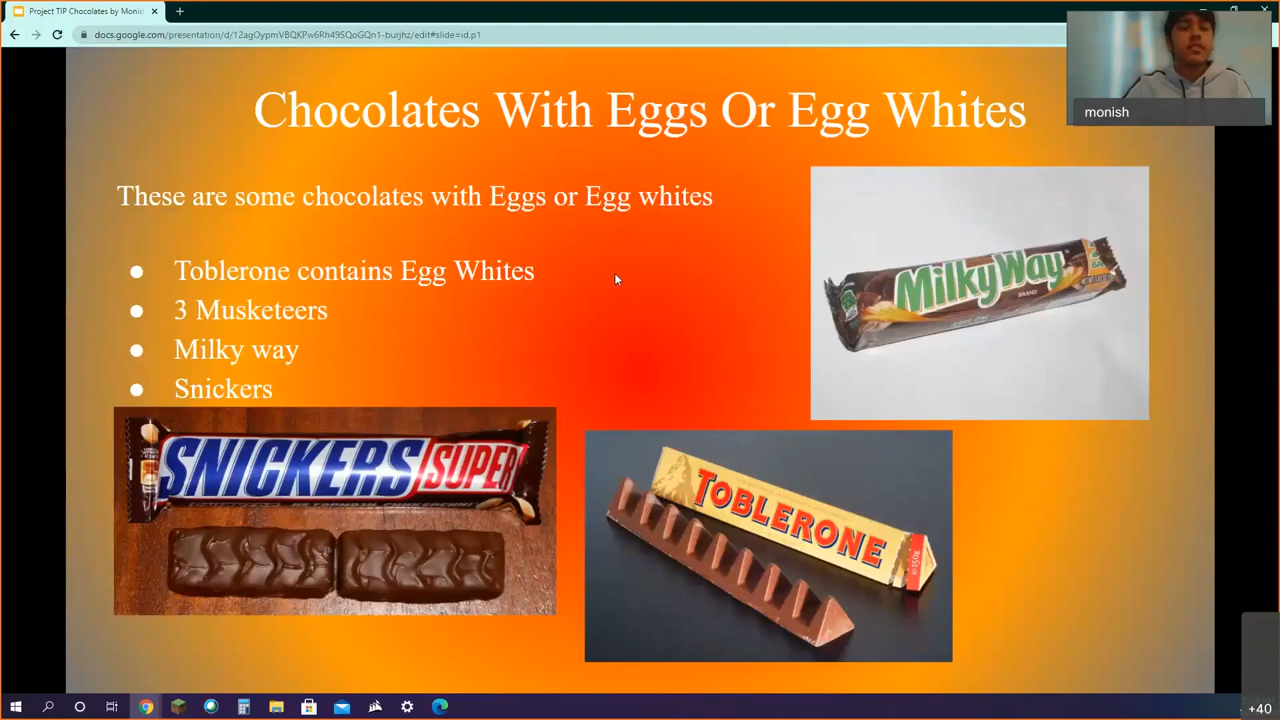 Project TIP Chocolates by Monis
docs.google.com/presentation/d/12agOypmVBQKPw6Rh49SQoGQn1-burjhz/edit#slide=id.p1
monish
Chocolates With Eggs Or Egg Whites
These are some chocolates with Eggs or Egg whites
● Toblerone contains Egg Whites
● 3 Musketeers
● Milky way
● Snickers
MilkyWay
BRAND
SNICKERS SUPER
TOBLERONE
℮150g
+40